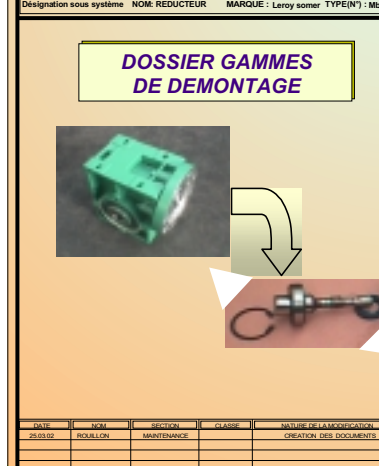 Désignation sous système NOM: REDUCTEUR MARQUE : Leroy somer TYPE(N°) : Mb
DOSSIER GAMMES
DE DEMONTAGE
DATE NOM SECTION CLASSE NATURE DE LA MODIFICATION
25.03.02 ROUILLON MAINTENANCE CREATION DES DOCUMENTS